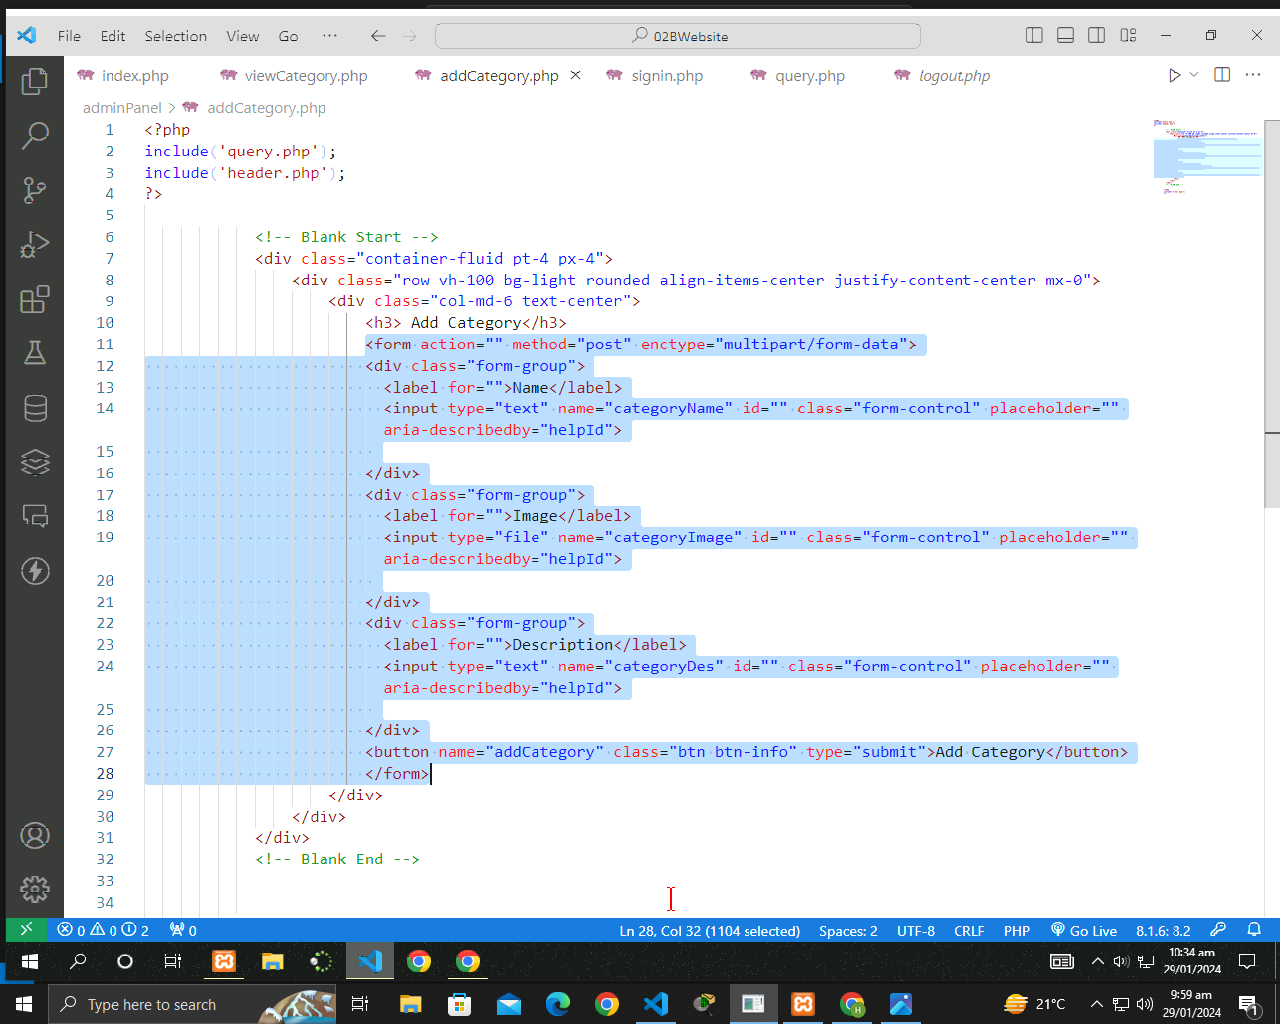 File Edit Selection View Go ··· 02BWebsite
index.php viewCategory.php addCategory.php signin.php query.php logout.php
adminPanel > addCategory.php
1 <?php
2 include('query.php');
3 include('header.php');
4 ?>
5
6 <!-- Blank Start -->
7 <div class="container-fluid pt-4 px-4">
8 <div class="row vh-100 bg-light rounded align-items-center justify-content-center mx-0">
9 <div class="col-md-6 text-center">
10 <h3> Add Category</h3>
11 <form action="" method="post" enctype="multipart/form-data">
12 <div class="form-group">
13 <label for="">Name</label>
14 <input type="text" name="categoryName" id="" class="form-control" placeholder=""
aria-describedby="helpId">
15
16 </div>
17 <div class="form-group">
18 <label for="">Image</label>
19 <input type="file" name="categoryImage" id="" class="form-control" placeholder=""
aria-describedby="helpId">
20
21 </div>
22 <div class="form-group">
23 <label for="">Description</label>
24 <input type="text" name="categoryDes" id="" class="form-control" placeholder=""
aria-describedby="helpId">
25
26 </div>
27 <button name="addCategory" class="btn btn-info" type="submit">Add Category</button>
28 </form>
29 </div>
30 </div>
31 </div>
32 <!-- Blank End -->
33
34
0 0 2 0 Ln 28, Col 32 (1104 selected) Spaces: 2 UTF-8 CRLF PHP Go Live 8.1.6: 8.2
10:34 am
29/01/2024
Type here to search 21°C 9:59 am
29/01/2024 1